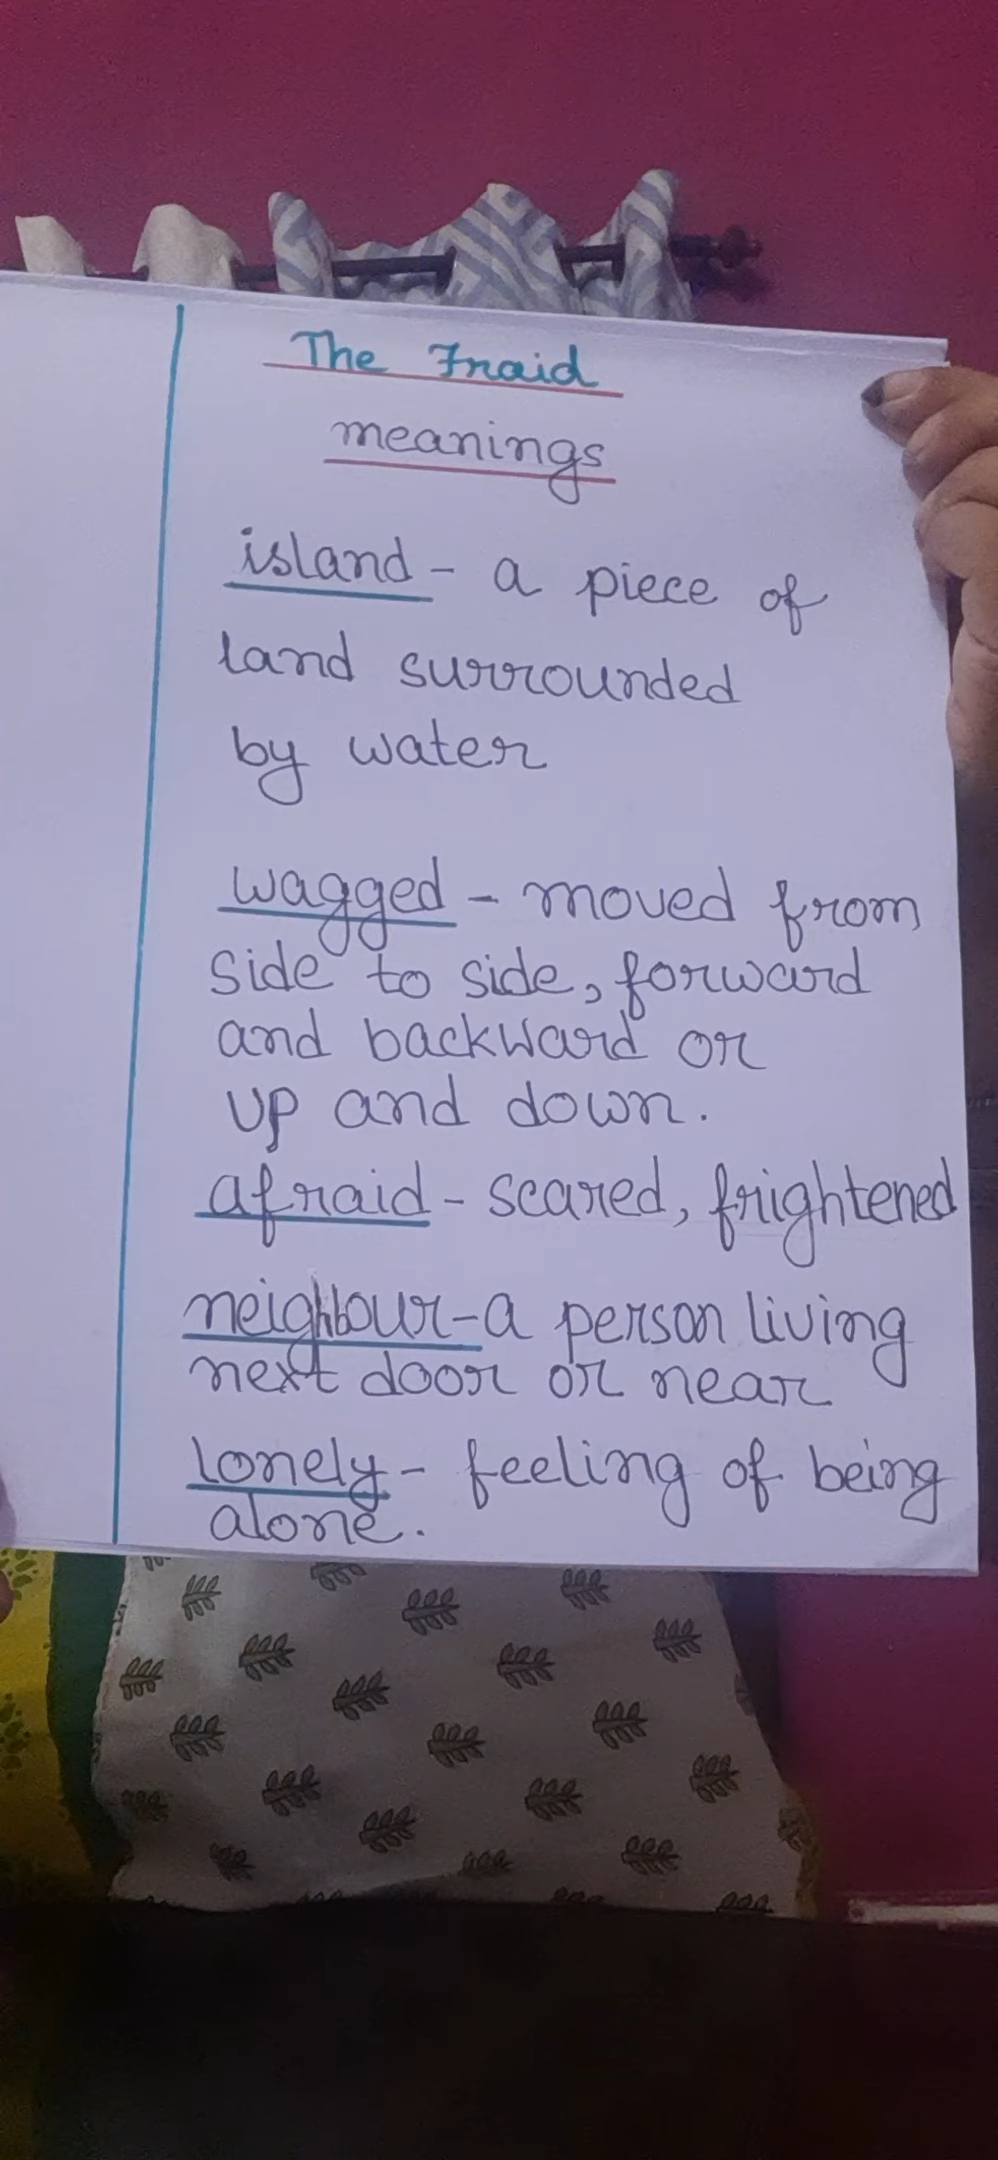 The Fraid
meanings
island - a piece of
land surrounded
by water
wagged - moved from
side to side, forward
and backward or
up and down.
afraid - scared, frightened
neighbour - a person living
next door or near
lonely - feeling of being
alone.